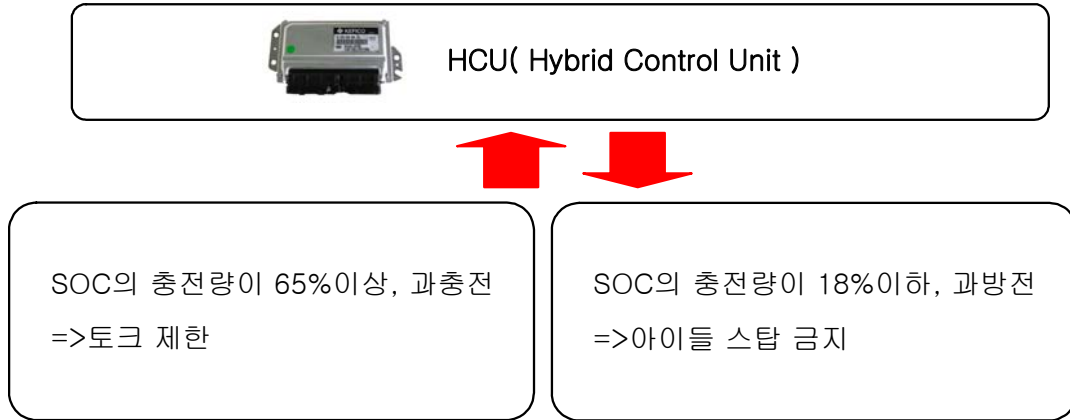 KEFICO
HCU( Hybrid Control Unit )
SOC의 충전량이 65%이상, 과충전
=>토크 제한
SOC의 충전량이 18%이하, 과방전
=>아이들 스탑 금지